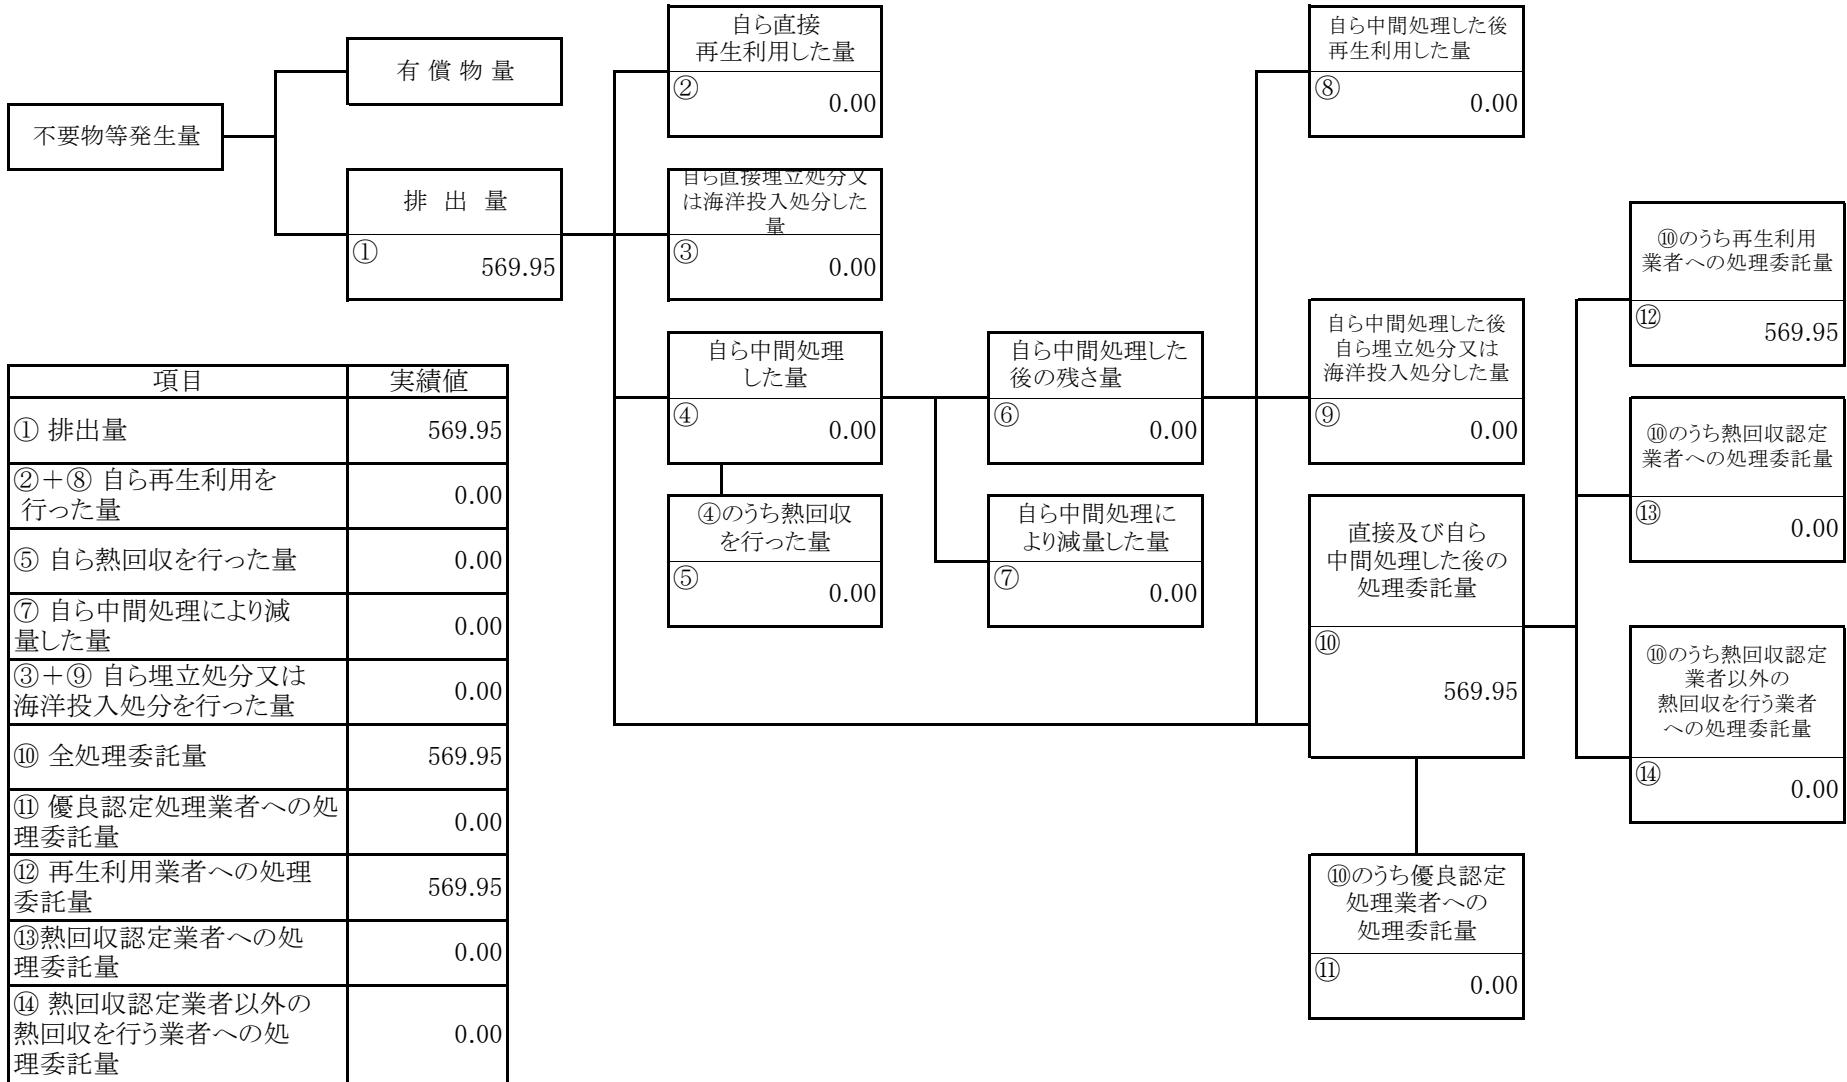 不要物等発生量
有 償 物 量
排 出 量
①
569.95
自ら直接
再生利用した量
②
0.00
自ら直接埋立処分又
は海洋投入処分した
量
③
0.00
自ら中間処理
した量
④
0.00
④のうち熱回収
を行った量
⑤
0.00
自ら中間処理した
後の残さ量
⑥
0.00
自ら中間処理に
より減量した量
⑦
0.00
自ら中間処理した後
再生利用した量
⑧
0.00
自ら中間処理した後
自ら埋立処分又は
海洋投入処分した量
⑨
0.00
直接及び自ら
中間処理した後の
処理委託量
⑩
569.95
⑩のうち優良認定
処理業者への
処理委託量
⑪
0.00
⑩のうち再生利用
業者への処理委託量
⑫
569.95
⑩のうち熱回収認定
業者への処理委託量
⑬
0.00
⑩のうち熱回収認定
業者以外の
熱回収を行う業者
への処理委託量
⑭
0.00
項目 実績値
① 排出量 569.95
②＋⑧ 自ら再生利用を
行った量 0.00
⑤ 自ら熱回収を行った量 0.00
⑦ 自ら中間処理により減
量した量 0.00
③＋⑨ 自ら埋立処分又は
海洋投入処分を行った量 0.00
⑩ 全処理委託量 569.95
⑪ 優良認定処理業者への処
理委託量 0.00
⑫ 再生利用業者への処理
委託量 569.95
⑬熱回収認定業者への処
理委託量 0.00
⑭ 熱回収認定業者以外の
熱回収を行う業者への処
理委託量 0.00